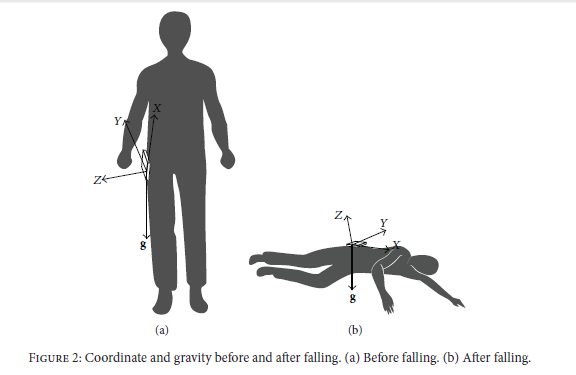 X
Y
Z
g
Z
Y
X
g
(a)
(b)
FIGURE 2: Coordinate and gravity before and after falling. (a) Before falling. (b) After falling.